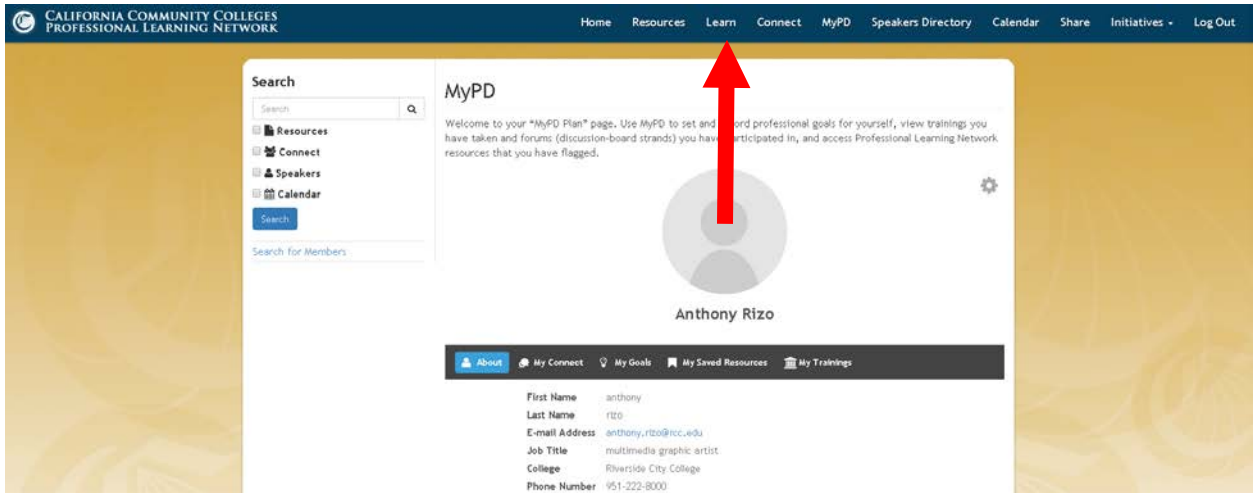 CALIFORNIA COMMUNITY COLLEGES
PROFESSIONAL LEARNING NETWORK
Home Resources Learn Connect MyPD Speakers Directory Calendar Share Initiatives Log Out
Search
Search
Resources
Connect
Speakers
Calendar
Search
Search for Members
MyPD
Welcome to your "MyPD Plan" page. Use MyPD to set and ord professional goals for yourself, view trainings you
have taken and forums (discussion-board strands) you have articipated in, and access Professional Learning Network
resources that you have flagged.
Anthony Rizo
About My Connect My Goals My Saved Resources My Trainings
First Name anthony
Last Name rizo
E-mail Address anthony.rizo@rcc.edu
Job Title multimedia graphic artist
College Riverside City College
Phone Number 951-222-8000